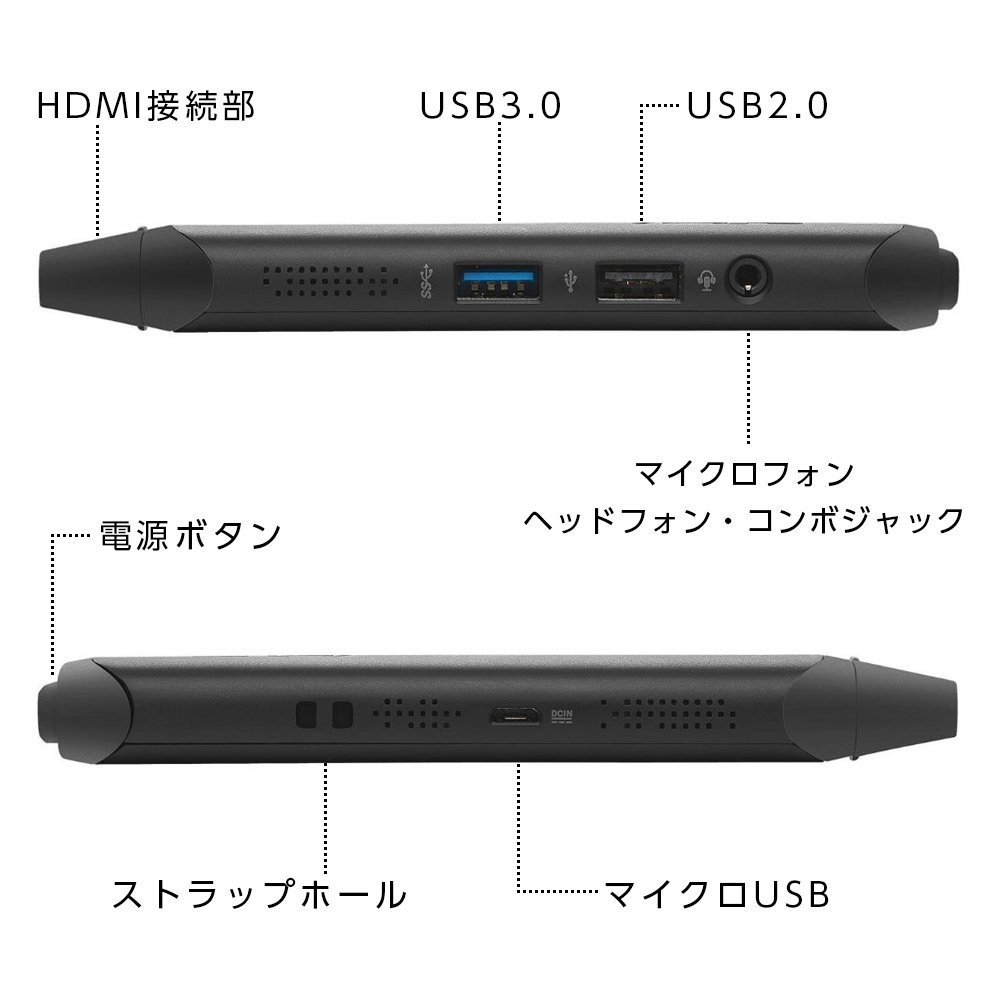 HDMI接続部
USB3.0
USB2.0
SS
マイクロフォン
ヘッドフォン・コンボジャック
電源ボタン
DCIN
ストラップホール
マイクロUSB